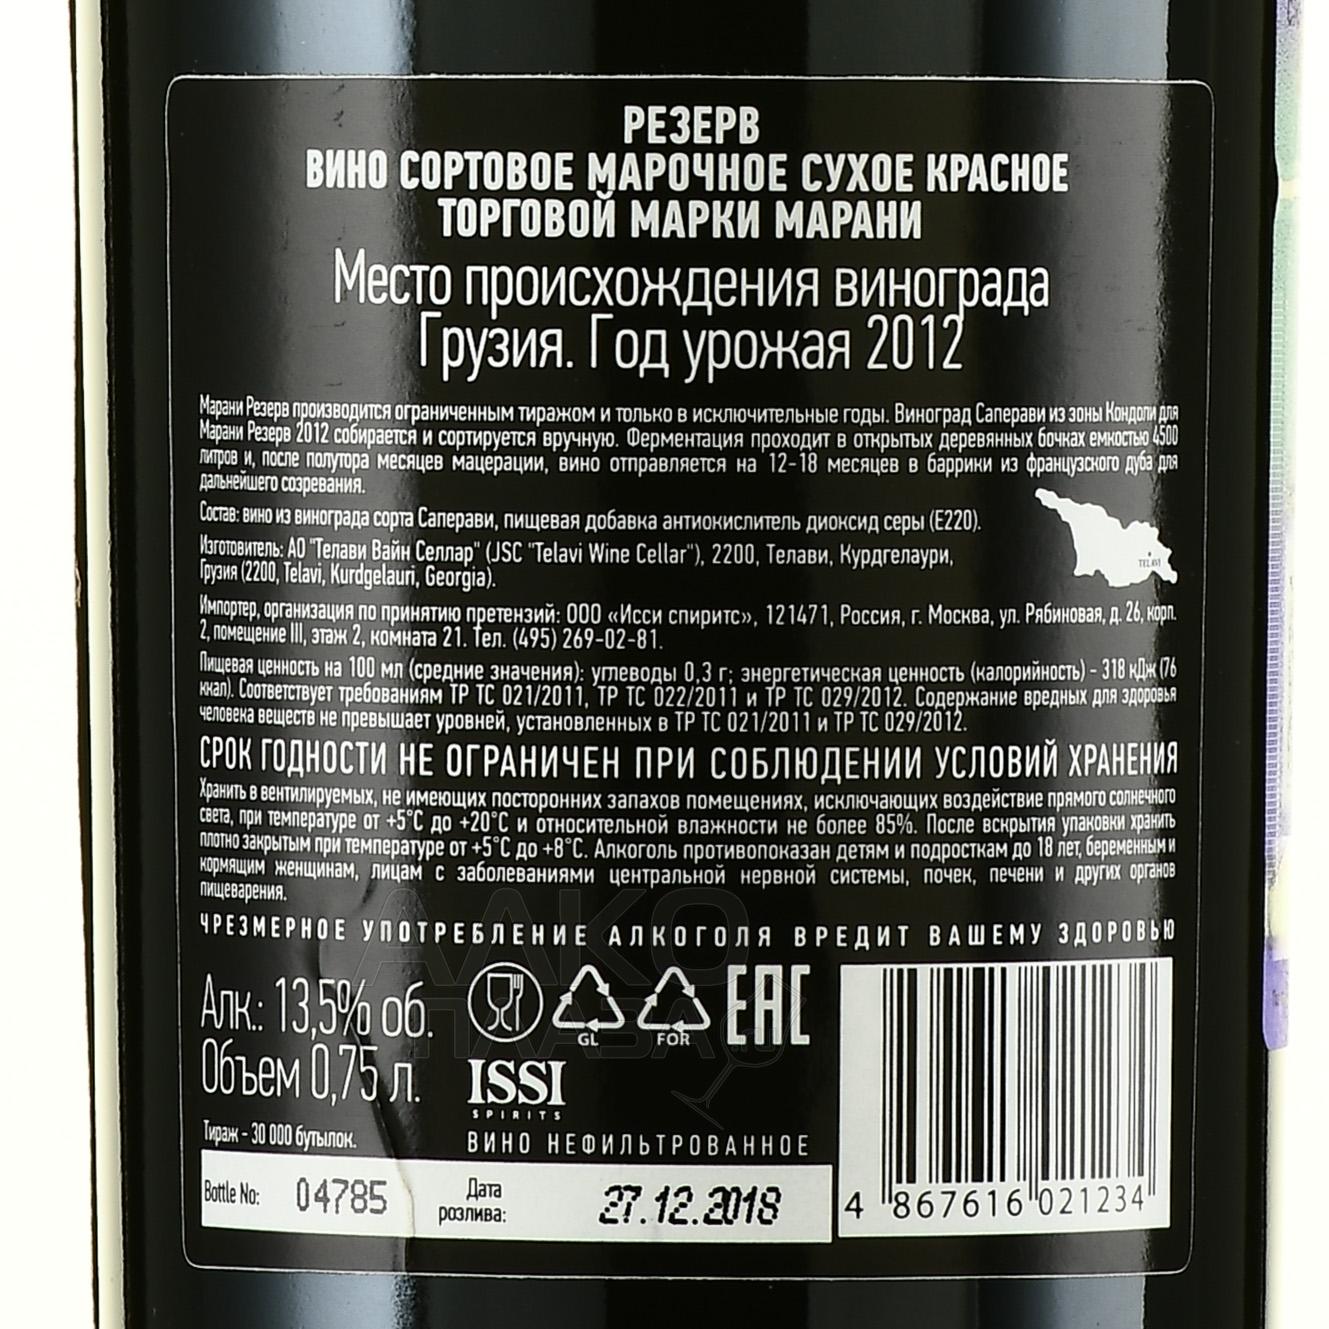 РЕЗЕРВ
ВИНО СОРТОВОЕ МАРОЧНОЕ СУХОЕ КРАСНОЕ
ТОРГОВОЙ МАРКИ МАРАНИ
Место происхождения винограда
Грузия. Год урожая 2012
Марани Резерв производится ограниченным тиражом и только в исключительные годы. Виноград Саперави из зоны Кондоли для
Марани Резерв 2012 собирается и сортируется вручную. Ферментация проходит в открытых деревянных бочках емкостью 4500
литров и, после полутора месяцев мацерации, вино отправляется на 12-18 месяцев в баррики из французского дуба для
дальнейшего созревания.
Состав: вино из винограда сорта Саперави, пищевая добавка антиокислитель диоксид серы (E220).
Изготовитель: АО "Телави Вайн Селлар" (JSC "Telavi Wine Cellar"), 2200, Телави, Курдгелаури,
Грузия (2200, Telavi, Kurdgelauri, Georgia).
TELAVI
Импортер, организация по принятию претензий: ООО «Исси спиритс», 121471, Россия, г. Москва, ул. Рябиновая, д. 26, корп.
2, помещение III, этаж 2, комната 21. Тел. (495) 269-02-81.
Пищевая ценность на 100 мл (средние значения): углеводы 0,3 г; энергетическая ценность (калорийность) - 318 кДж (76
ккал). Соответствует требованиям ТР ТС 021/2011, ТР ТС 022/2011 и ТР ТС 029/2012. Содержание вредных для здоровья
человека веществ не превышает уровней, установленных в ТР ТС 021/2011 и ТР ТС 029/2012.
СРОК ГОДНОСТИ НЕ ОГРАНИЧЕН ПРИ СОБЛЮДЕНИИ УСЛОВИЙ ХРАНЕНИЯ
Хранить в вентилируемых, не имеющих посторонних запахов помещениях, исключающих воздействие прямого солнечного
света, при температуре от +5°С до +20°С и относительной влажности не более 85%. После вскрытия упаковки хранить
плотно закрытым при температуре от +5°С до +8°С. Алкоголь противопоказан детям и подросткам до 18 лет, беременным и
кормящим женщинам, лицам с заболеваниями центральной нервной системы, почек, печени и других органов
пищеварения.
ЧРЕЗМЕРНОЕ УПОТРЕБЛЕНИЕ АЛКОГОЛЯ ВРЕДИТ ВАШЕМУ ЗДОРОВЬЮ
АЛКО
ПЛАЗА.RU
Алк.: 13,5% об.
Объем 0,75 л.
Тираж - 30 000 бутылок.
GL
FOR
EAC
ISSI
SPIRITS
ВИНО НЕФИЛЬТРОВАННОЕ
Bottle No: 04785
Дата
розлива: 27.12.2018
4 867616 021234